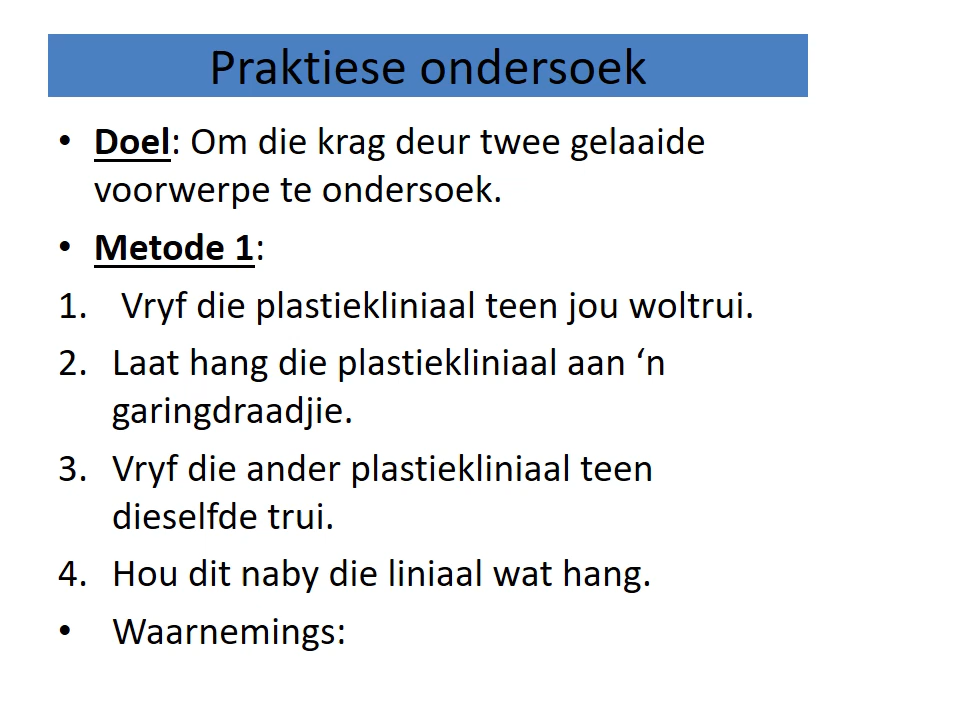 Praktiese ondersoek
• Doel: Om die krag deur twee gelaaide
voorwerpe te ondersoek.
• Metode 1:
1. Vryf die plastiekliniaal teen jou woltrui.
2. Laat hang die plastiekliniaal aan ‘n
garingdraadjie.
3. Vryf die ander plastiekliniaal teen
dieselfde trui.
4. Hou dit naby die liniaal wat hang.
• Waarnemings: